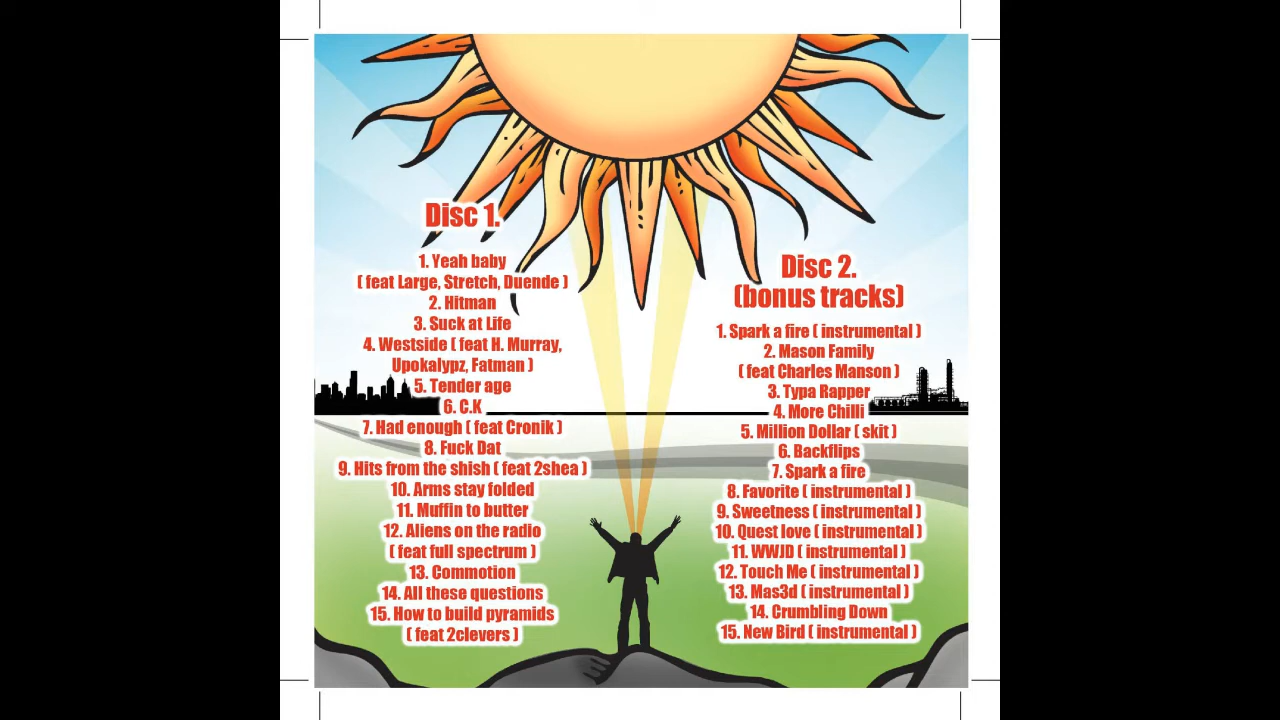 Disc 1.
1. Yeah baby
( feat Large, Stretch, Duende )
2. Hitman
3. Suck at Life
4. Westside ( feat H. Murray,
Upokalypz, Fatman )
5. Tender age
6. C.K
7. Had enough ( feat Cronik )
8. Fuck Dat
9. Hits from the shish ( feat 2shea )
10. Arms stay folded
11. Muffin to butter
12. Aliens on the radio
( feat full spectrum )
13. Commotion
14. All these questions
15. How to build pyramids
( feat 2clevers )
Disc 2.
(bonus tracks)
1. Spark a fire ( instrumental )
2. Mason Family
( feat Charles Manson )
3. Typa Rapper
4. More Chilli
5. Million Dollar ( skit )
6. Backflips
7. Spark a fire
8. Favorite ( instrumental )
9. Sweetness ( instrumental )
10. Quest love ( instrumental )
11. WWJD ( instrumental )
12. Touch Me ( instrumental )
13. Mas3d ( instrumental )
14. Crumbling Down
15. New Bird ( instrumental )